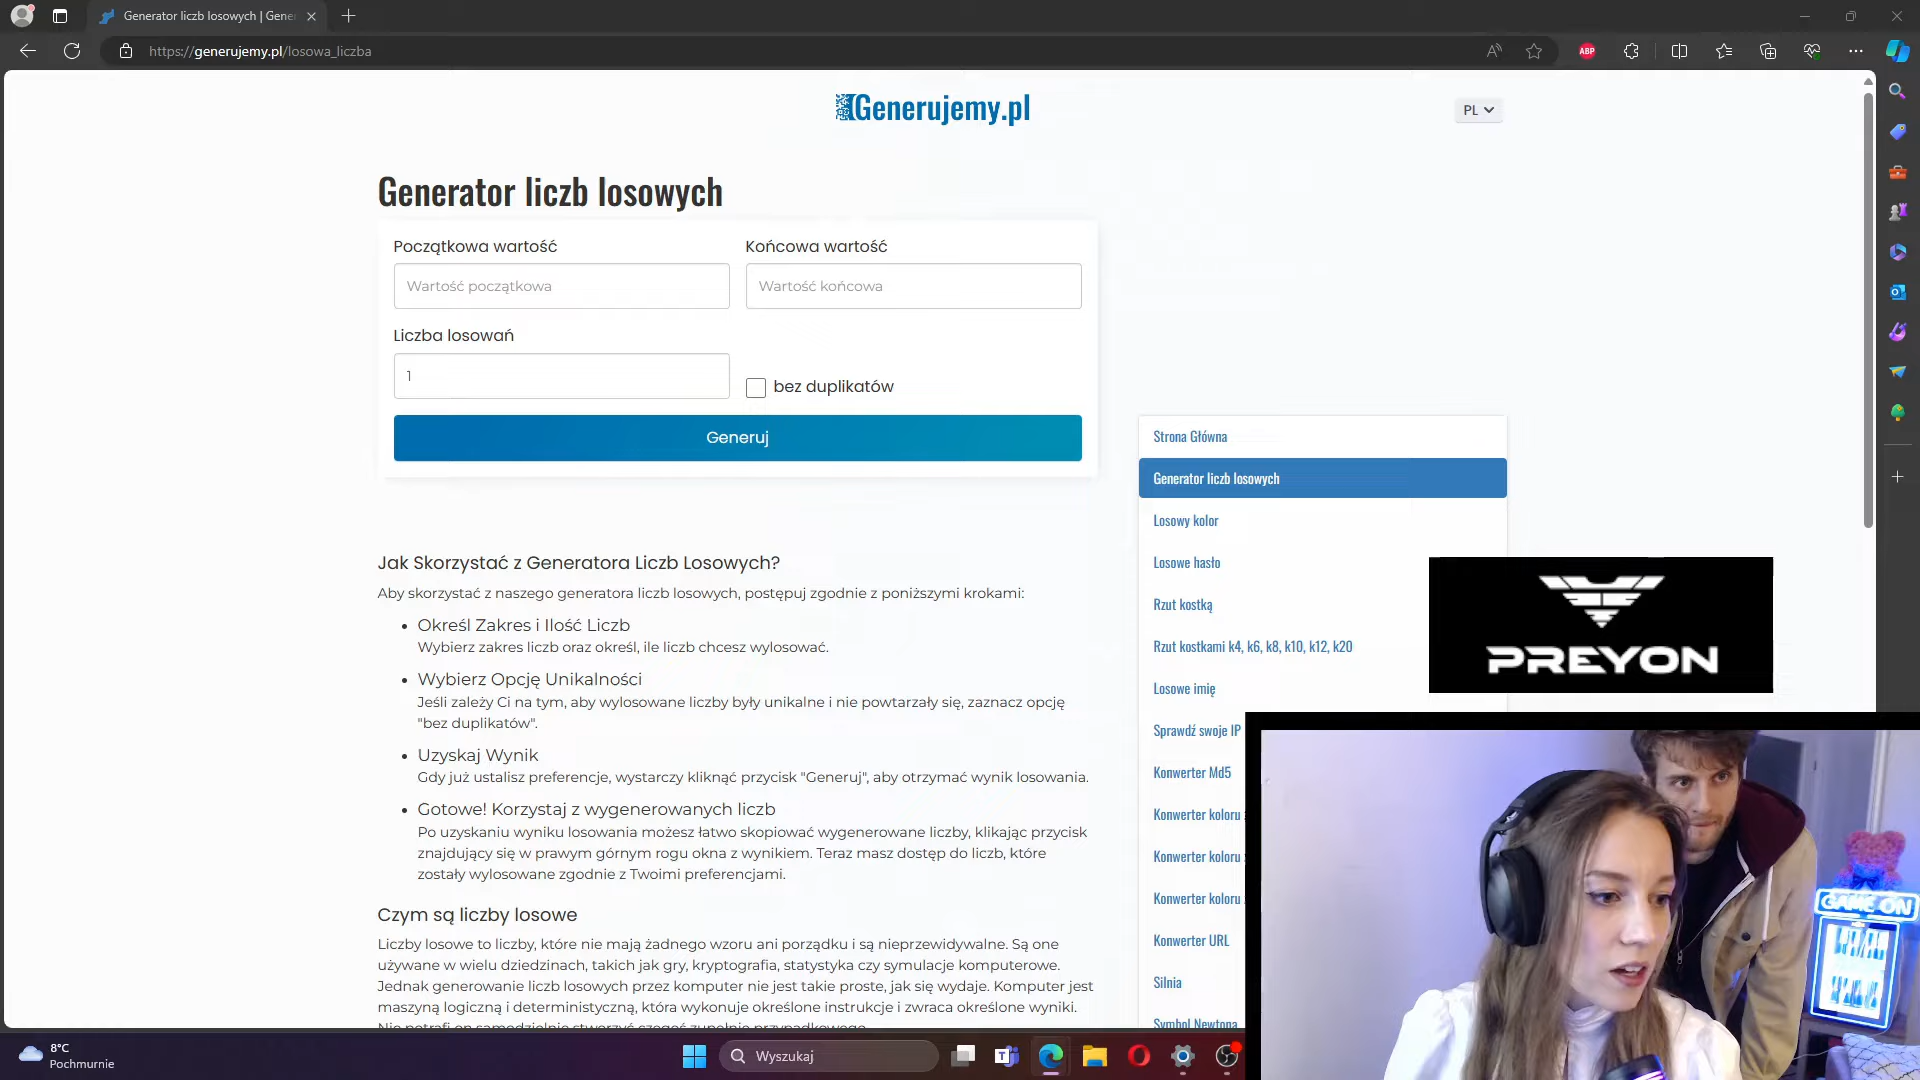 Generator liczb losowych | Gener
https://generujemy.pl/losowa_liczba
ABP
Generujemy.pl
PL
Generator liczb losowych
Początkowa wartość
Końcowa wartość
Wartość początkowa
Wartość końcowa
Liczba losowań
1
bez duplikatów
Generuj
Jak Skorzystać z Generatora Liczb Losowych?
Aby skorzystać z naszego generatora liczb losowych, postępuj zgodnie z poniższymi krokami:
Określ Zakres i Ilość Liczb
Wybierz zakres liczb oraz określ, ile liczb chcesz wylosować.
Wybierz Opcję Unikalności
Jeśli zależy Ci na tym, aby wylosowane liczby były unikalne i nie powtarzały się, zaznacz opcję
"bez duplikatów".
Uzyskaj Wynik
Gdy już ustalisz preferencje, wystarczy kliknąć przycisk "Generuj", aby otrzymać wynik losowania.
Gotowe! Korzystaj z wygenerowanych liczb
Po uzyskaniu wyniku losowania możesz łatwo skopiować wygenerowane liczby, klikając przycisk
znajdujący się w prawym górnym rogu okna z wynikiem. Teraz masz dostęp do liczb, które
zostały wylosowane zgodnie z Twoimi preferencjami.
Czym są liczby losowe
Liczby losowe to liczby, które nie mają żadnego wzoru ani porządku i są nieprzewidywalne. Są one
używane w wielu dziedzinach, takich jak gry, kryptografia, statystyka czy symulacje komputerowe.
Jednak generowanie liczb losowych przez komputer nie jest takie proste, jak się wydaje. Komputer jest
maszyną logiczną i deterministyczną, która wykonuje określone instrukcje i zwraca określone wyniki.
Nie potrafi on samodzielnie stworzyć czegoś zupełnie przypadkowego.
Strona Główna
Generator liczb losowych
Losowy kolor
Losowe hasło
Rzut kostką
Rzut kostkami k4, k6, k8, k10, k12, k20
Losowe imię
Sprawdź swoje IP
Konwerter Md5
Konwerter koloru
Konwerter koloru
Konwerter koloru
Konwerter URL
Silnia
Symbol Newtona
PREYON
GAME ON
8°C
Pochmurnie
Wyszukaj